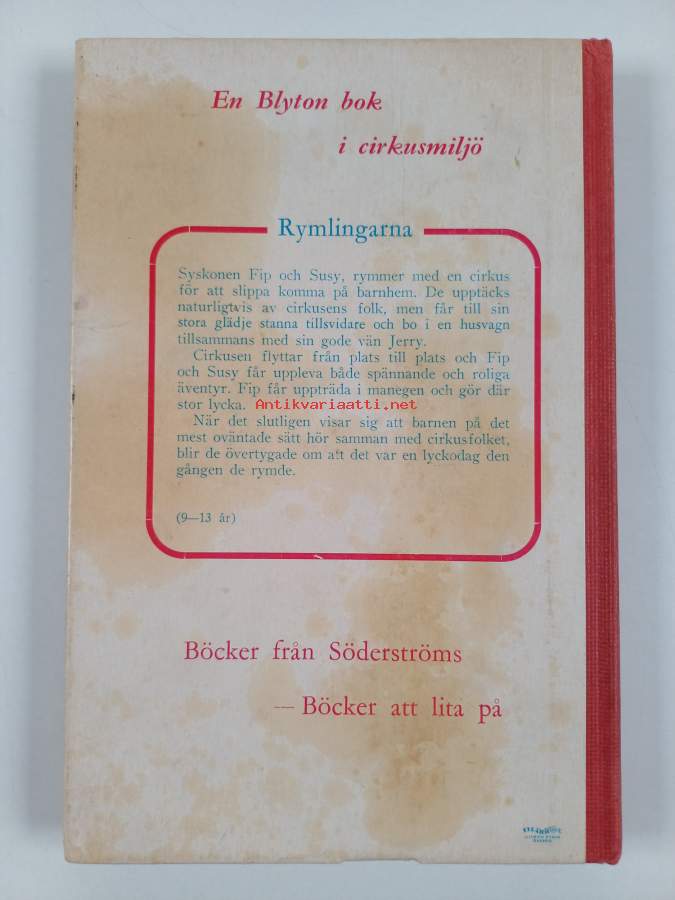 En Blyton bok
i cirkusmiljö
Rymlingarna
Syskonen Fip och Susy, rymmer med en cirkus
för att slippa komma på barnhem. De upptäcks
naturligtvis av cirkusens folk, men får till sin
stora glädje stanna tillsvidare och bo i en husvagn
tillsammans med sin gode vän Jerry.
Cirkusen flyttar från plats till plats och Fip
och Susy får uppleva både spännande och roliga
äventyr. Fip får uppträda i manegen och gör där
stor lycka.
Antikvariaatti.net
När det slutligen visar sig att barnen på det
mest oväntade sätt hör samman med cirkusfolket,
blir de övertygade om att det var en lyckodag den
gången de rymde.
(9—13 år)
Böcker från Söderströms
— Böcker att lita på